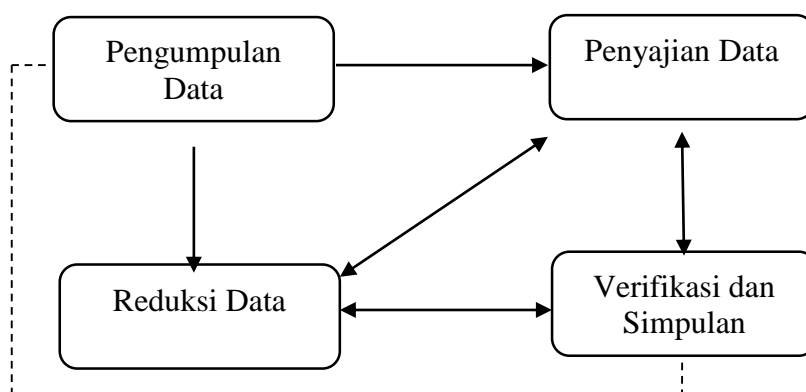 Pengumpulan
Data
Penyajian Data
Reduksi Data
Verifikasi dan
Simpulan